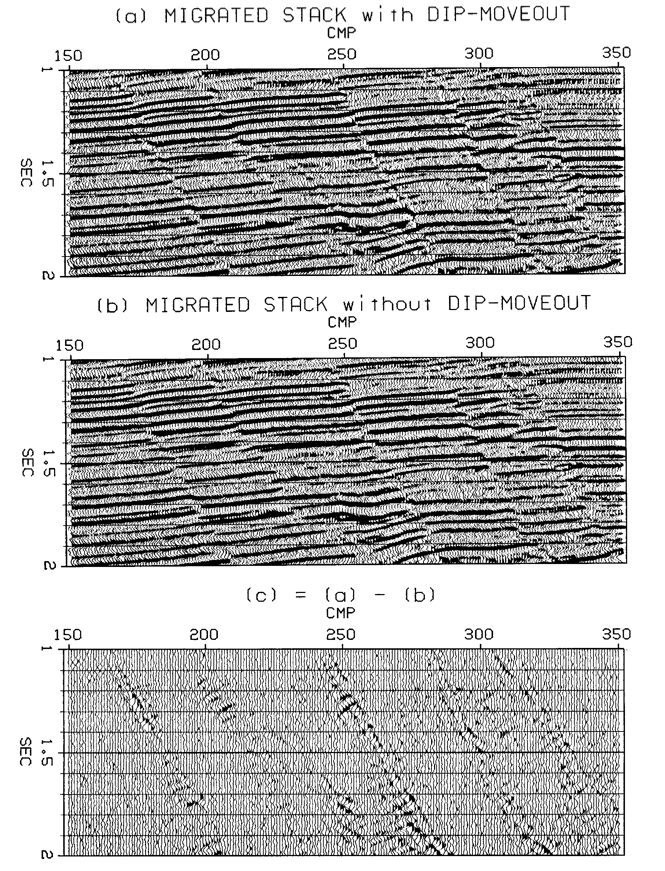 (a) MIGRATED STACK with DIP-MOVEOUT
CMP
150 200 250 300 350
1
1.5
2
SEC
(b) MIGRATED STACK without DIP-MOVEOUT
CMP
150 200 250 300 350
1
1.5
2
SEC
(c) = (a) - (b)
CMP
150 200 250 300 350
1
1.5
2
SEC